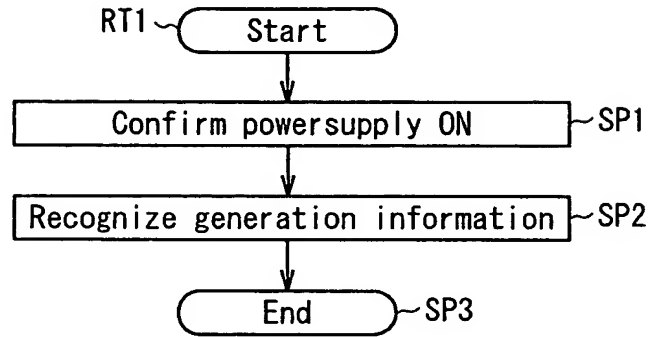 RT1 Start
Confirm powersupply ON SP1
Recognize generation information SP2
End SP3